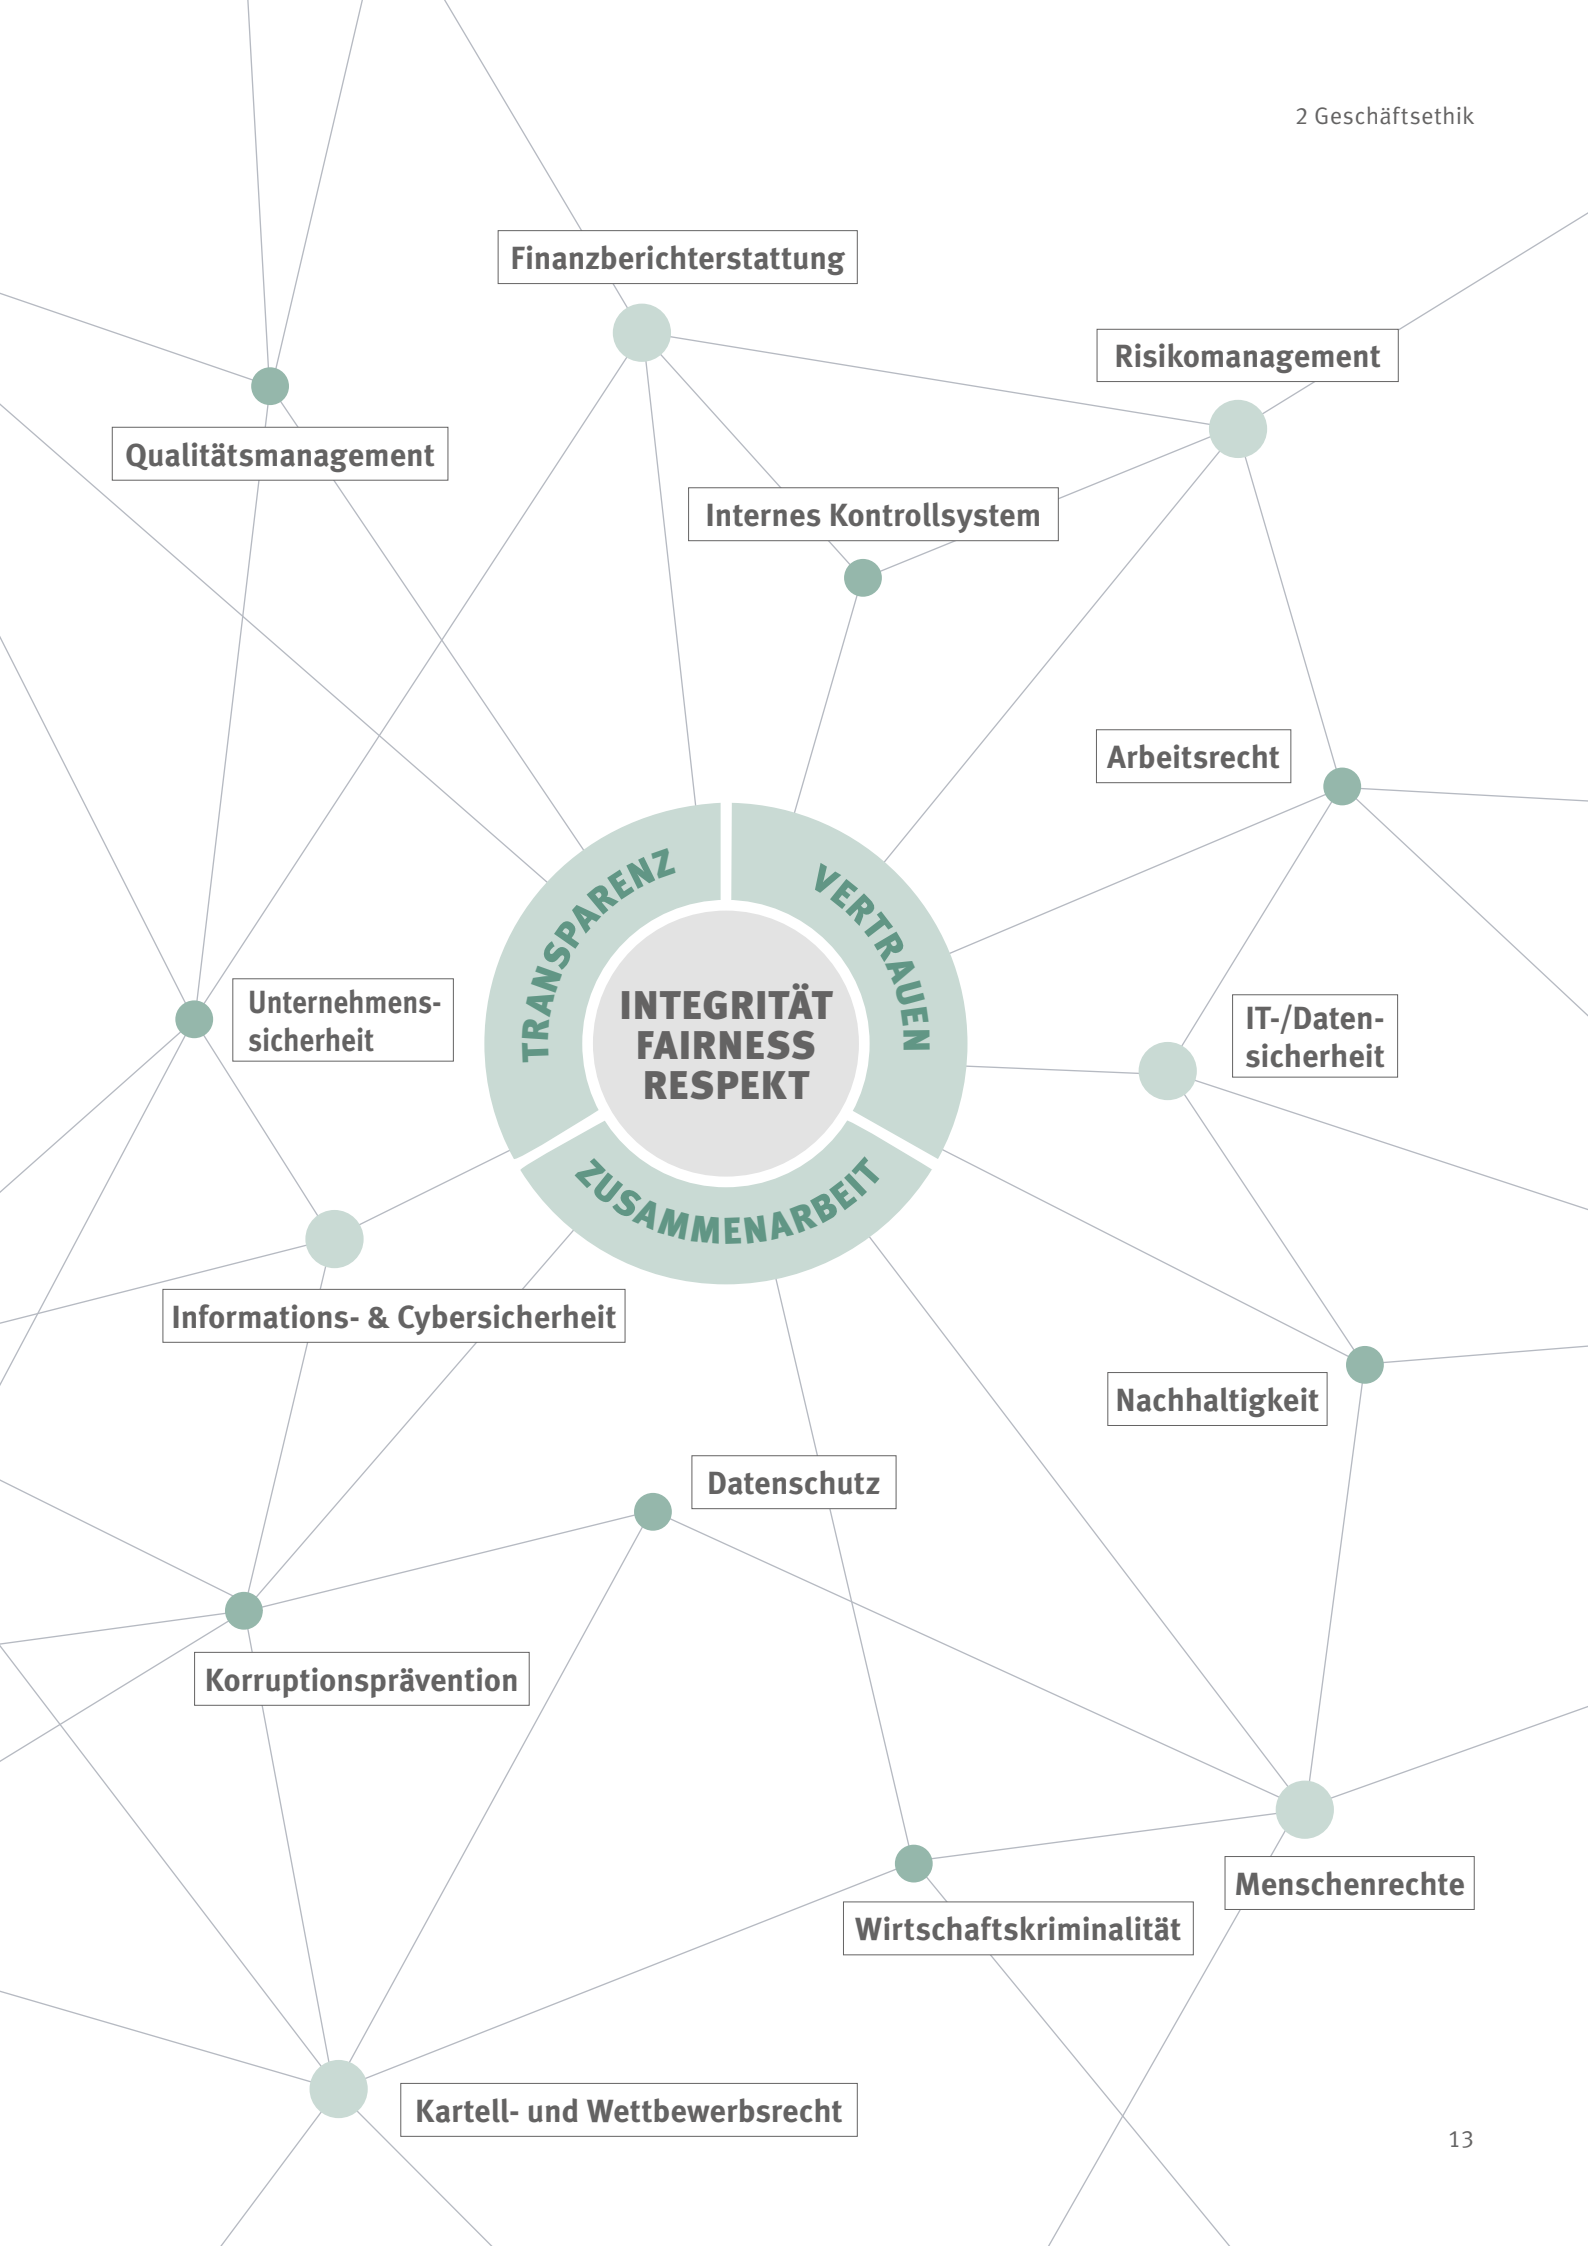 2 Geschäftsethik
Finanzberichterstattung
Risikomanagement
Qualitätsmanagement
Internes Kontrollsystem
Arbeitsrecht
TRANSPARENZ
VERTRAUEN
Unternehmens-
sicherheit
INTEGRITÄT
FAIRNESS
RESPEKT
IT-/Daten-
sicherheit
ZUSAMMENARBEIT
Informations- & Cybersicherheit
Nachhaltigkeit
Datenschutz
Korruptionsprävention
Menschenrechte
Wirtschaftskriminalität
Kartell- und Wettbewerbsrecht
13